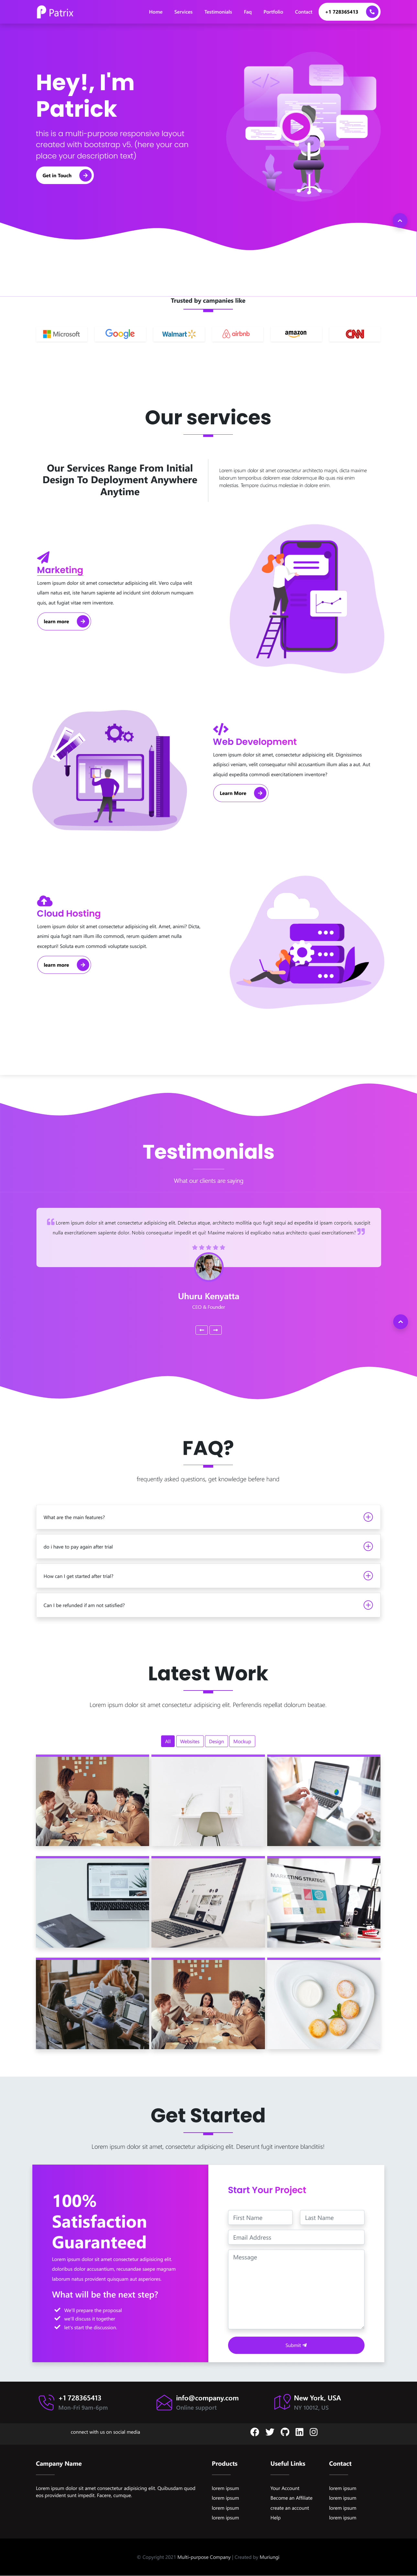 Patrix
Home Services Testimonials Faq Portfolio Contact +1 728365413
Hey!, I'm
Patrick
this is a multi-purpose responsive layout
created with bootstrap v5. (here your can
place your description text)
Get in Touch
Trusted by campanies like
Microsoft Google Walmart airbnb amazon CNN
Our services
Our Services Range From Initial
Design To Deployment Anywhere
Anytime
Lorem ipsum dolor sit amet consectetur architecto magni, dicta maxime
laborum temporibus dolorem esse doloremque illo quas nisi enim
molestias. Tempore ducimus molestiae in dolore enim.
Marketing
Lorem ipsum dolor sit amet consectetur adipisicing elit. Vero culpa velit
ullam natus est, iste harum sapiente ad incidunt sint dolorum numquam
quis, aut fugiat vitae rem inventore.
learn more
Web Development
Lorem ipsum dolor sit amet, consectetur adipisicing elit. Dignissimos
adipisci veniam, velit consequatur nihil accusantium illum alias a aut. Aut
aliquid expedita commodi exercitationem inventore?
Learn More
Cloud Hosting
Lorem ipsum dolor sit amet consectetur adipisicing elit. Amet, animi? Dicta,
animi quia fugit nam illum illo commodi, rerum quidem amet nulla
excepturi! Soluta eum commodi voluptate suscipit.
learn more
Testimonials
What our clients are saying
Lorem ipsum dolor sit amet consectetur adipisicing elit. Delectus atque, architecto mollitia quo fugit sequi ad expedita id ipsam corporis, suscipit
nulla exercitationem sapiente dolor. Nobis consequatur impedit et qui! Maxime maiores id explicabo natus architecto quasi exercitationem?
Uhuru Kenyatta
CEO & Founder
FAQ?
frequently asked questions, get knowledge befere hand
What are the main features?
do i have to pay again after trial
How can I get started after trial?
Can I be refunded if am not satisfied?
Latest Work
Lorem ipsum dolor sit amet consectetur adipisicing elit. Perferendis repellat dolorum beatae.
All Websites Design Mockup
MARKETING STRATEGY
Get Started
Lorem ipsum dolor sit amet, consectetur adipisicing elit. Deserunt fugit inventore blanditiis!
100%
Satisfaction
Guaranteed
Lorem ipsum dolor sit amet consectetur adipisicing elit.
doloribus dolor accusantium, recusandae saepe magnam
laborum natus provident quisquam aut asperiores.
What will be the next step?
We'll prepare the proposal
we'll discuss it together
let's start the discussion.
Start Your Project
First Name Last Name
Email Address
Message
Submit
+1 728365413
Mon-Fri 9am-6pm
info@company.com
Online support
New York, USA
NY 10012, US
connect with us on social media
Campany Name
Lorem ipsum dolor sit amet consectetur adipisicing elit. Quibusdam quod
eos provident sunt impedit. Facere, cumque.
Products
lorem ipsum
lorem ipsum
lorem ipsum
lorem ipsum
Useful Links
Your Account
Become an Affiliate
create an account
Help
Contact
lorem ipsum
lorem ipsum
lorem ipsum
lorem ipsum
© Copyright 2021 Multi-purpose Company | Created by Muriungi